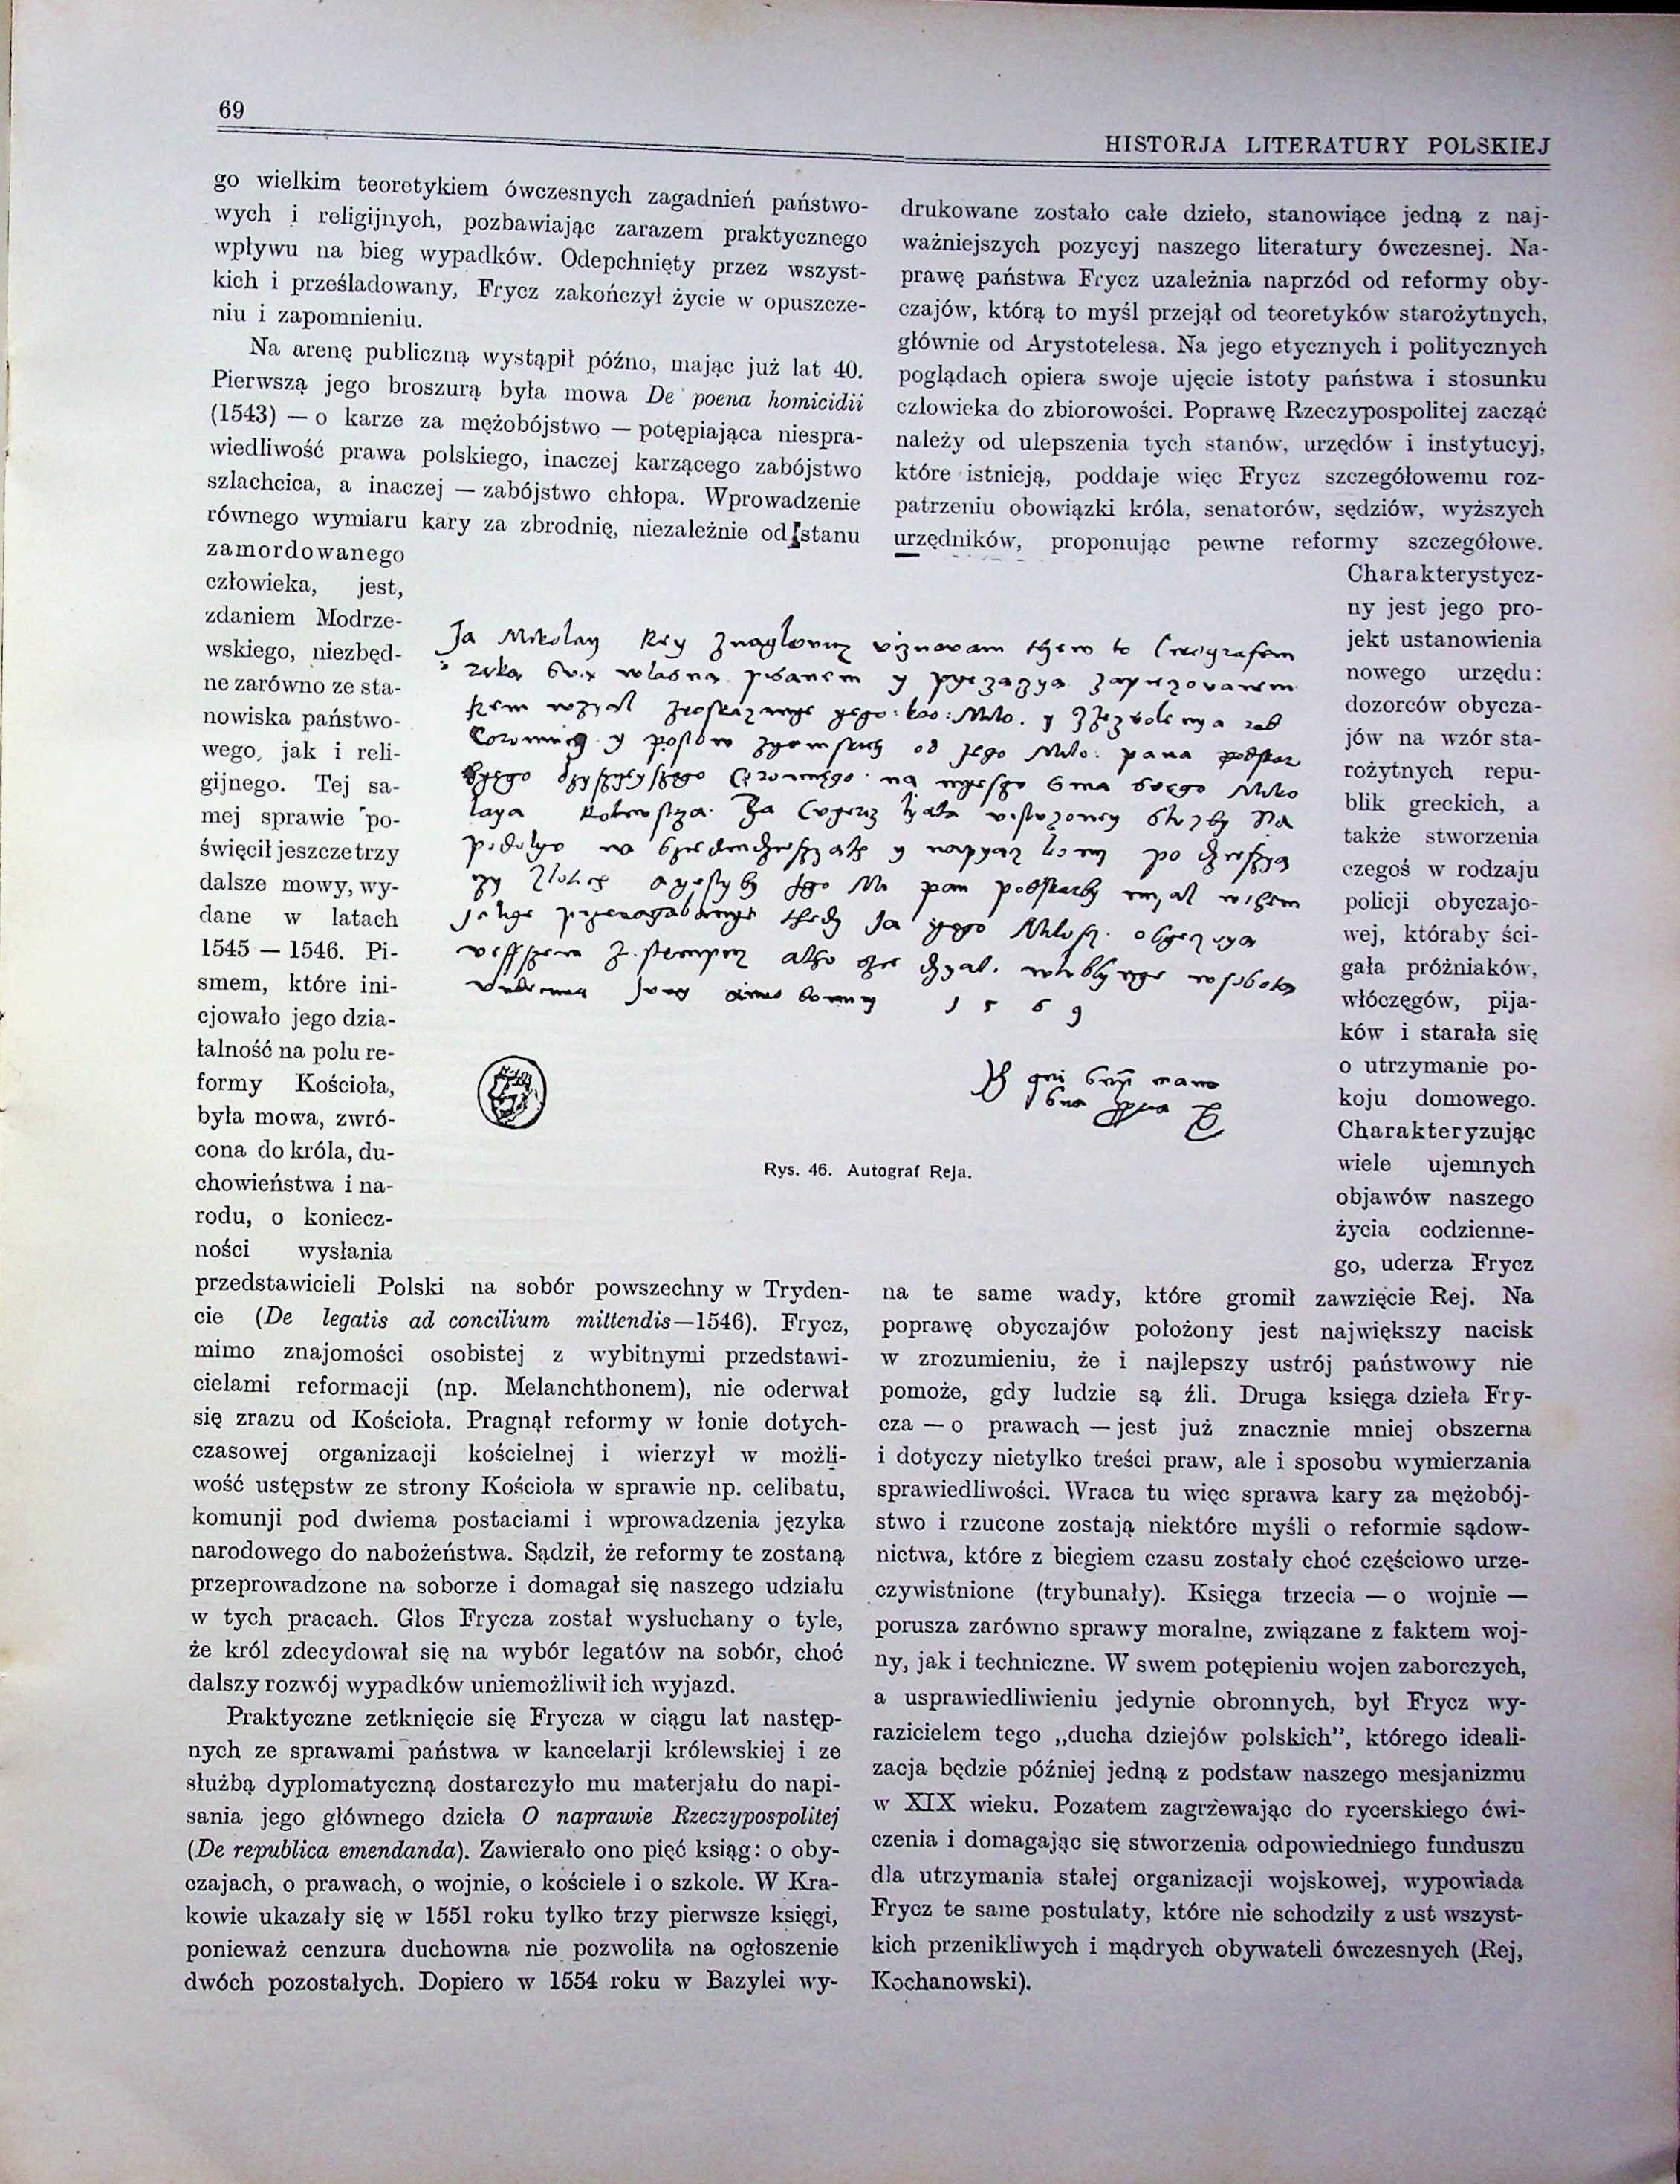 69
HISTORJA LITERATURY POLSKIEJ
go wielkim teoretykiem ówczesnych zagadnień państwo-
wych i religijnych, pozbawiając zarazem praktycznego
wpływu na bieg wypadków. Odepchnięty przez wszyst-
kich i prześladowany, Frycz zakończył życie w opuszcze-
niu i zapomnieniu.
Na arenę publiczną wystąpił późno, mając już lat 40.
Pierwszą jego broszurą była mowa De poena homicidii
(1543) — o karze za mężobójstwo — potępiająca niespra-
wiedliwość prawa polskiego, inaczej karzącego zabójstwo
szlachcica, a inaczej — zabójstwo chłopa. Wprowadzenie
równego wymiaru kary za zbrodnię, niezależnie od stanu
zamordowanego
człowieka, jest,
zdaniem Modrze-
wskiego, niezbęd-
ne zarówno ze sta-
nowiska państwo-
wego, jak i reli-
gijnego. Tej sa-
mej sprawie po-
święcił jeszcze trzy
dalsze mowy, wy-
dane w latach
1545 — 1546. Pi-
smem, które ini-
cjowało jego dzia-
łalność na polu re-
formy Kościoła,
była mowa, zwró-
cona do króla, du-
chowieństwa i na-
rodu, o koniecz-
ności wysłania
przedstawicieli Polski na sobór powszechny w Tryden-
cie (De legatis ad concilium mittendis—1546). Frycz,
mimo znajomości osobistej z wybitnymi przedstawi-
cielami reformacji (np. Melanchthonem), nie oderwał
się zrazu od Kościoła. Pragnął reformy w łonie dotych-
czasowej organizacji kościelnej i wierzył w możli-
wość ustępstw ze strony Kościoła w sprawie np. celibatu,
komunji pod dwiema postaciami i wprowadzenia języka
narodowego do nabożeństwa. Sądził, że reformy te zostaną
przeprowadzone na soborze i domagał się naszego udziału
w tych pracach. Głos Frycza został wysłuchany o tyle,
że król zdecydował się na wybór legatów na sobór, choć
dalszy rozwój wypadków uniemożliwił ich wyjazd.
Praktyczne zetknięcie się Frycza w ciągu lat następ-
nych ze sprawami państwa w kancelarji królewskiej i ze
służbą dyplomatyczną dostarczyło mu materjału do napi-
sania jego głównego dzieła O naprawie Rzeczypospolitej
(De republica emendanda). Zawierało ono pięć ksiąg: o oby-
czajach, o prawach, o wojnie, o kościele i o szkole. W Kra-
kowie ukazały się w 1551 roku tylko trzy pierwsze księgi,
ponieważ cenzura duchowna nie pozwoliła na ogłoszenie
dwóch pozostałych. Dopiero w 1554 roku w Bazylei wy-
Ja Mikolay Rey
1 5 6 9
Rys. 46. Autograf Reja.
drukowane zostało całe dzieło, stanowiące jedną z naj-
ważniejszych pozycyj naszego literatury ówczesnej. Na-
prawę państwa Frycz uzależnia naprzód od reformy oby-
czajów, którą to myśl przejął od teoretyków starożytnych,
głównie od Arystotelesa. Na jego etycznych i politycznych
poglądach opiera swoje ujęcie istoty państwa i stosunku
człowieka do zbiorowości. Poprawę Rzeczypospolitej zacząć
należy od ulepszenia tych stanów, urzędów i instytucyj,
które istnieją, poddaje więc Frycz szczegółowemu roz-
patrzeniu obowiązki króla, senatorów, sędziów, wyższych
urzędników, proponując pewne reformy szczegółowe.
Charakterystycz-
ny jest jego pro-
jekt ustanowienia
nowego urzędu:
dozorców obycza-
jów na wzór sta-
rożytnych repu-
blik greckich, a
także stworzenia
czegoś w rodzaju
policji obyczajo-
wej, któraby ści-
gała próżniaków,
włóczęgów, pija-
ków i starała się
o utrzymanie po-
koju domowego.
Charakteryzując
wiele ujemnych
objawów naszego
życia codzienne-
go, uderza Frycz
na te same wady, które gromił zawzięcie Rej. Na
poprawę obyczajów położony jest największy nacisk
w zrozumieniu, że i najlepszy ustrój państwowy nie
pomoże, gdy ludzie są źli. Druga księga dzieła Fry-
cza — o prawach — jest już znacznie mniej obszerna
i dotyczy nietylko treści praw, ale i sposobu wymierzania
sprawiedliwości. Wraca tu więc sprawa kary za mężobój-
stwo i rzucone zostają niektóre myśli o reformie sądow-
nictwa, które z biegiem czasu zostały choć częściowo urze-
czywistnione (trybunały). Księga trzecia — o wojnie —
porusza zarówno sprawy moralne, związane z faktem woj-
ny, jak i techniczne. W swem potępieniu wojen zaborczych,
a usprawiedliwieniu jedynie obronnych, był Frycz wy-
razicielem tego „ducha dziejów polskich”, którego ideali-
zacja będzie później jedną z podstaw naszego mesjanizmu
w XIX wieku. Pozatem zagrzewając do rycerskiego ćwi-
czenia i domagając się stworzenia odpowiedniego funduszu
dla utrzymania stałej organizacji wojskowej, wypowiada
Frycz te same postulaty, które nie schodziły z ust wszyst-
kich przenikliwych i mądrych obywateli ówczesnych (Rej,
Kochanowski).